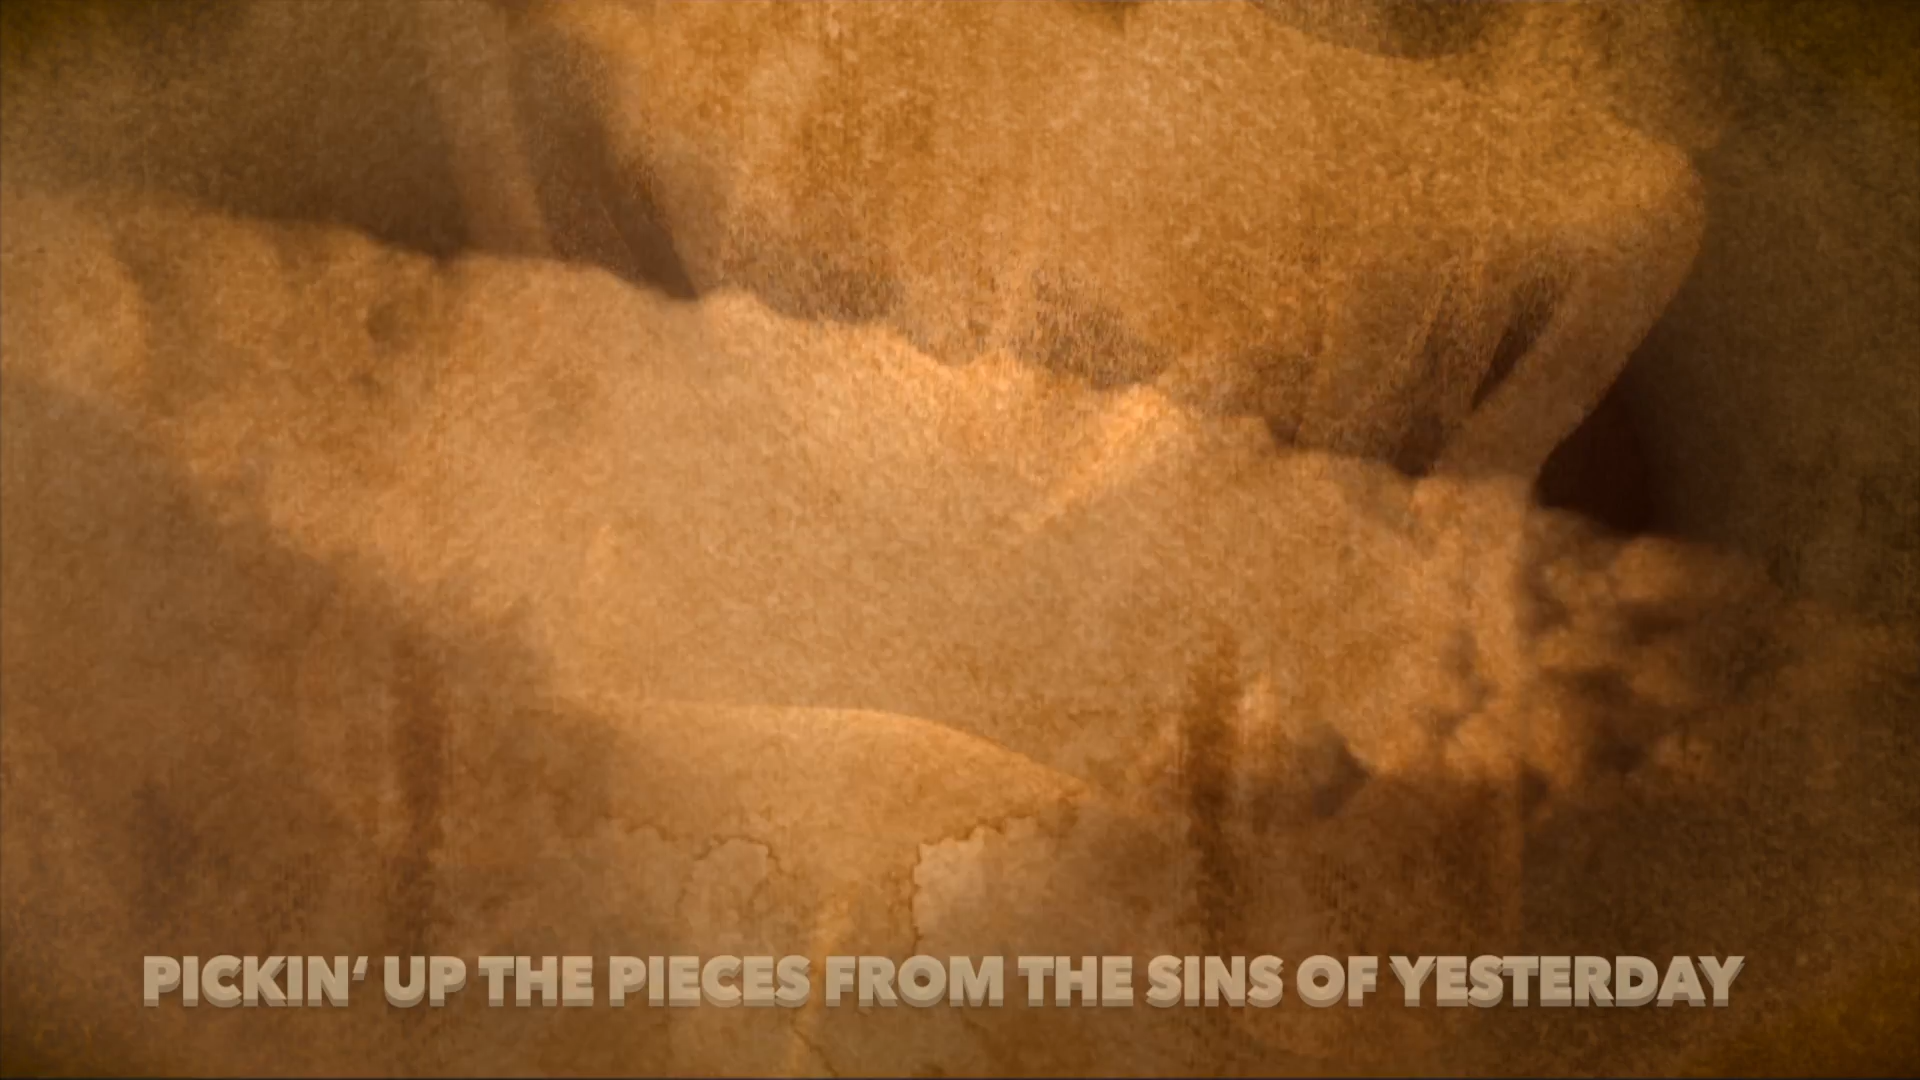 PICKIN‘ UP THE PIECES FROM THE SINS OF YESTERDAY